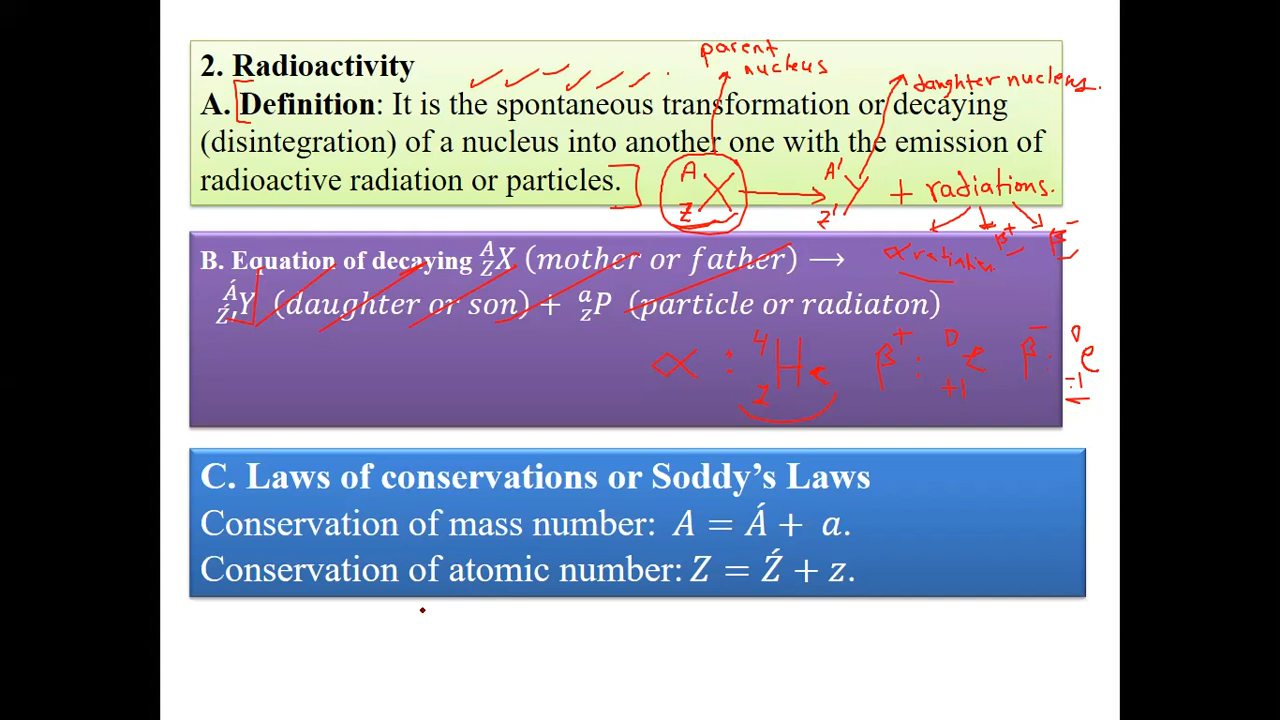 parent
nucleus
2. Radioactivity
daughter nucleus.
A. Definition: It is the spontaneous transformation or decaying
(disintegration) of a nucleus into another one with the emission of
radioactive radiation or particles.
A Z X → A' Z' Y + radiations.
α radiation β+ β-
B. Equation of decaying A Z X (mother or father) ⟶
Á Ź' Y (daughter or son) + a z P (particle or radiaton)
α : 4 2 He β+ : 0 +1 e β- : 0 -1 e
C. Laws of conservations or Soddy's Laws
Conservation of mass number: A = Á + a.
Conservation of atomic number: Z = Ź + z.